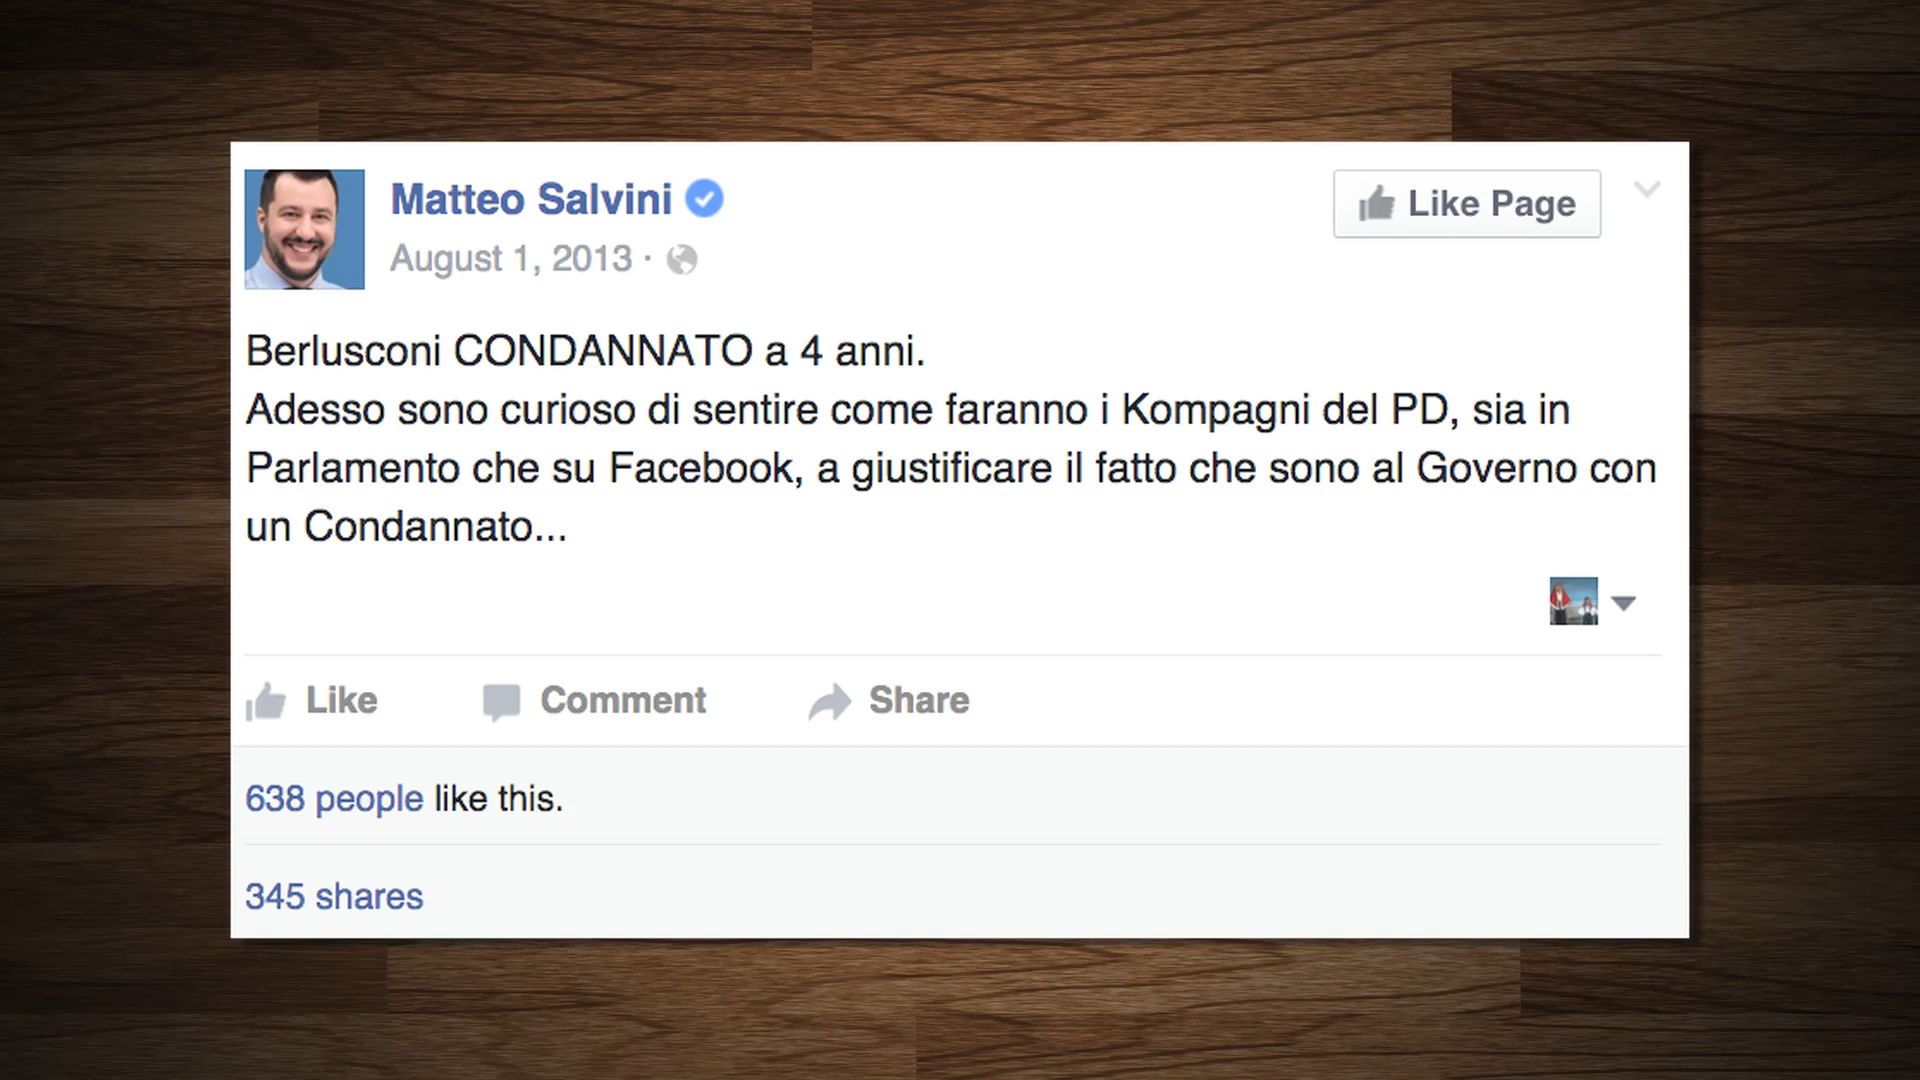 Matteo Salvini
Like Page
August 1, 2013 ·
Berlusconi CONDANNATO a 4 anni.
Adesso sono curioso di sentire come faranno i Kompagni del PD, sia in
Parlamento che su Facebook, a giustificare il fatto che sono al Governo con
un Condannato...
Like Comment Share
638 people like this.
345 shares